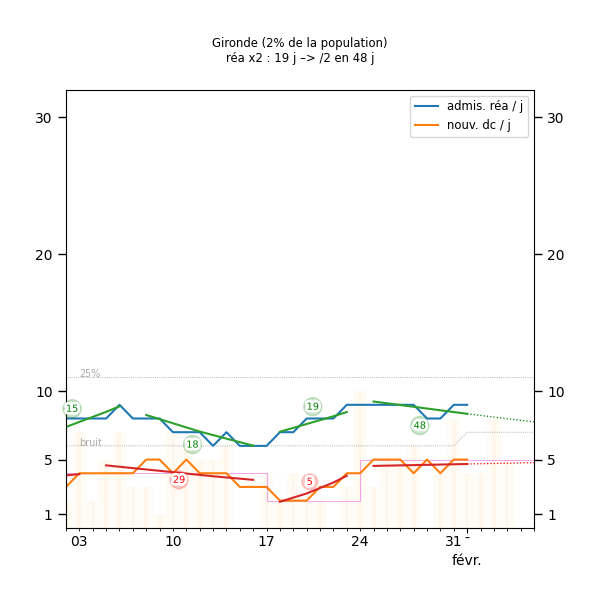 Gironde (2% de la population)
réa x2 : 19 j –> /2 en 48 j
admis. réa / j
nouv. dc / j
30 30
20 20
25%
10 10
15 19 48
18
bruit
5 5
29 5
1 1
03 10 17 24 31 -
févr.